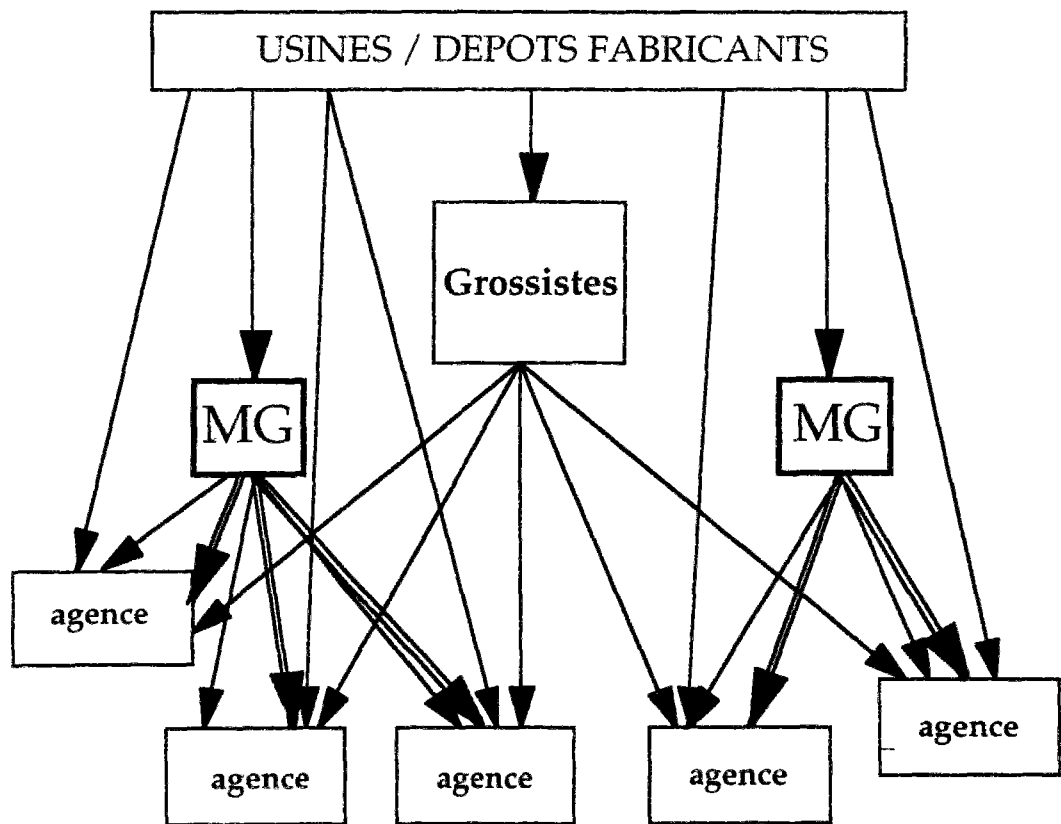 USINES / DEPOTS FABRICANTS
Grossistes
MG
MG
agence
agence
agence
agence
agence